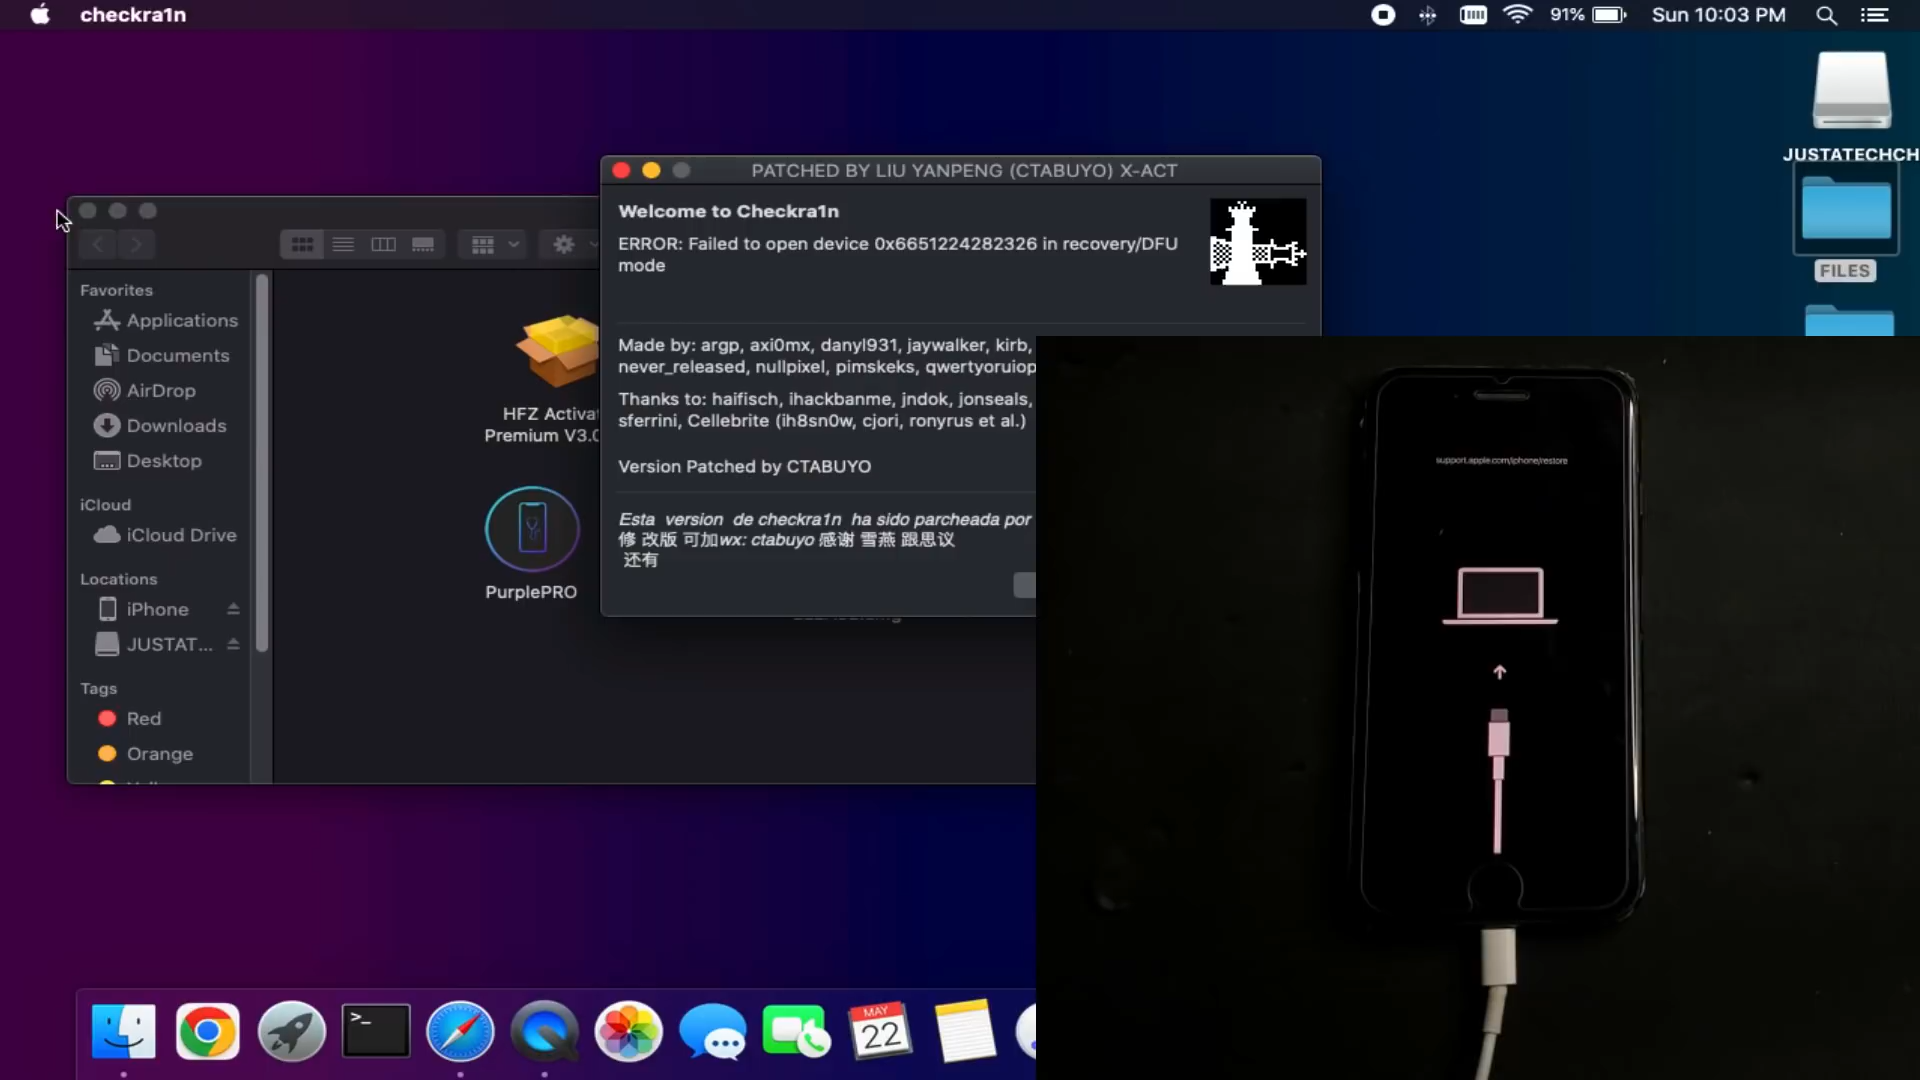 checkra1n
91%
Sun 10:03 PM
JUSTATECHCH
FILES
PATCHED BY LIU YANPENG (CTABUYO) X-ACT
Welcome to Checkra1n
ERROR: Failed to open device 0x6651224282326 in recovery/DFU
mode
Made by: argp, axi0mx, danyl931, jaywalker, kirb,
never_released, nullpixel, pimskeks, qwertyoruiop
Thanks to: haifisch, ihackbanme, jndok, jonseals,
sferrini, Cellebrite (ih8sn0w, cjori, ronyrus et al.)
Version Patched by CTABUYO
Esta version de checkra1n ha sido parcheada por
修 改版 可加wx: ctabuyo 感谢 雪燕 跟思议
还有
Favorites
Applications
Documents
AirDrop
Downloads
Desktop
iCloud
iCloud Drive
Locations
iPhone
JUSTAT...
Tags
Red
Orange
HFZ Activat
Premium V3.0
PurplePRO
support.apple.com/iphone/restore
>_
MAY
22